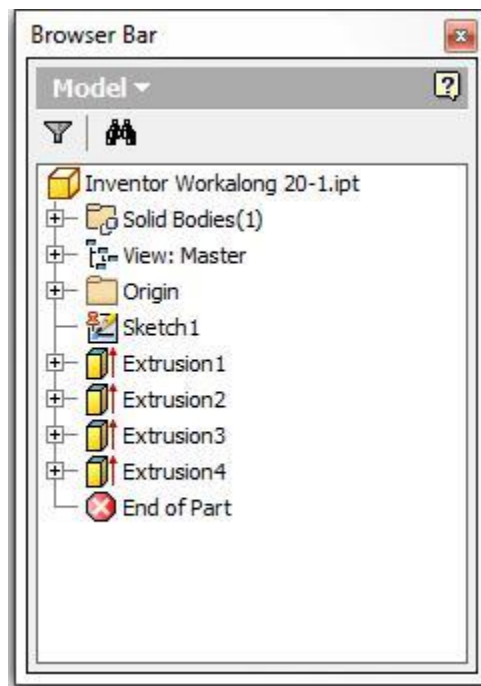 Browser Bar
Model
Inventor Workalong 20-1.ipt
Solid Bodies(1)
View: Master
Origin
Sketch1
Extrusion1
Extrusion2
Extrusion3
Extrusion4
End of Part